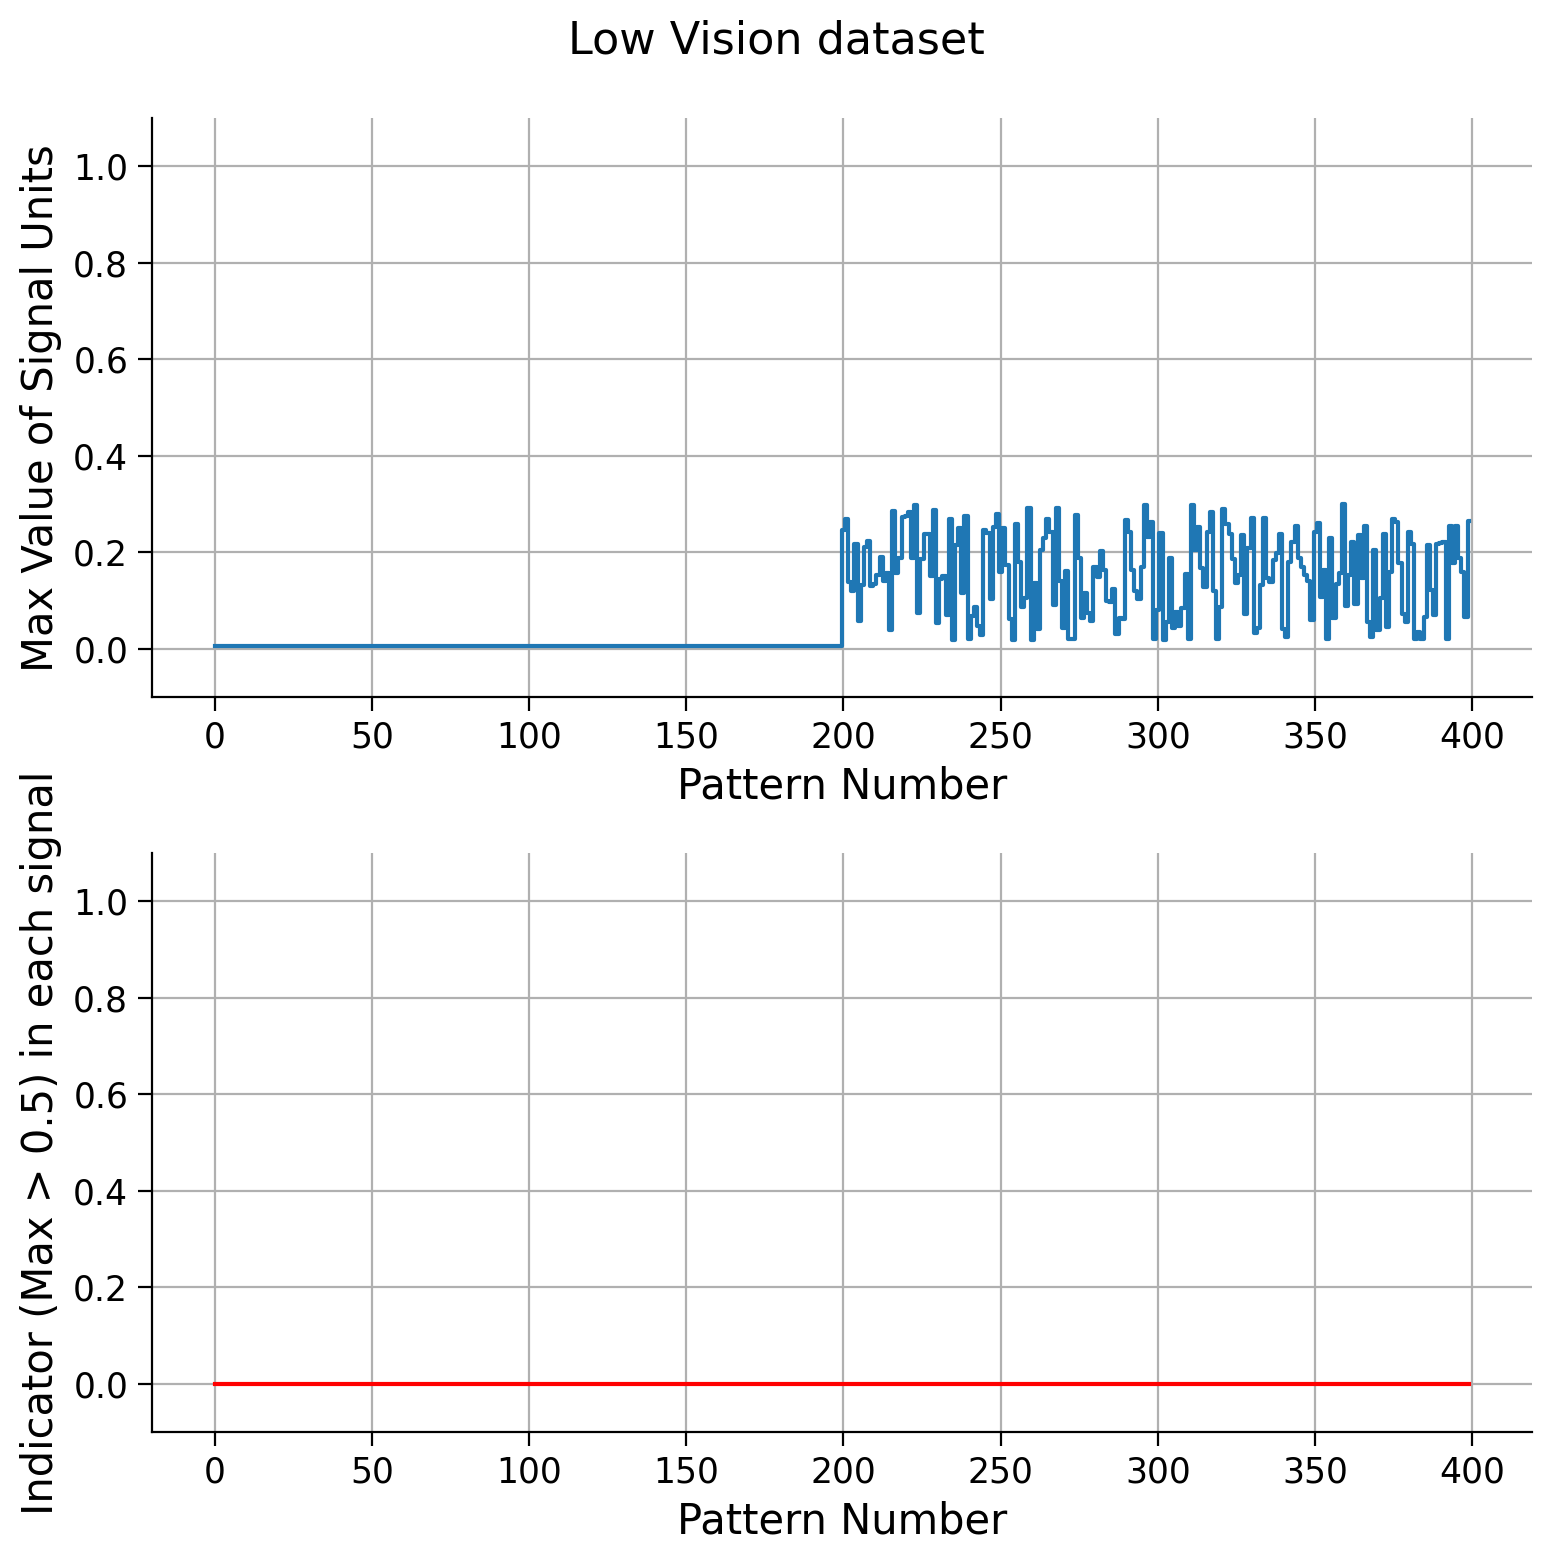 Low Vision dataset
Max Value of Signal Units
1.0
0.8
0.6
0.4
0.2
0.0
0 50 100 150 200 250 300 350 400
Pattern Number
Indicator (Max > 0.5) in each signal
1.0
0.8
0.6
0.4
0.2
0.0
0 50 100 150 200 250 300 350 400
Pattern Number